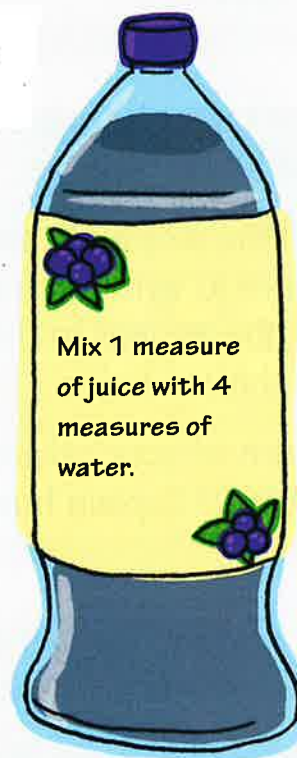 Mix 1 measure
of juice with 4
measures of
water.